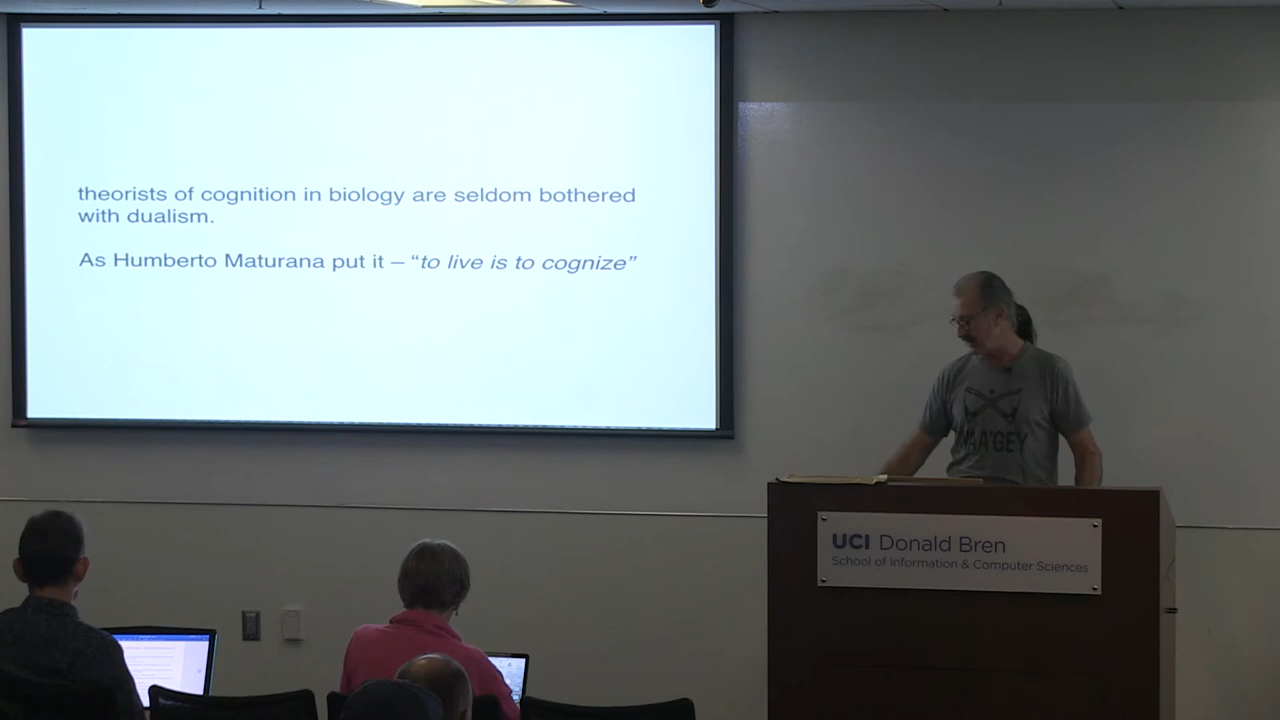 theorists of cognition in biology are seldom bothered
with dualism.
As Humberto Maturana put it – “to live is to cognize”
UCI Donald Bren
School of Information & Computer Sciences